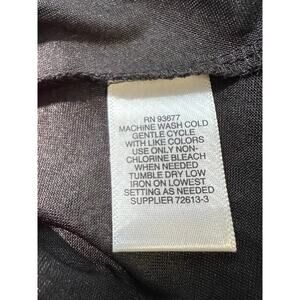 RN 93677
MACHINE WASH COLD
GENTLE CYCLE
WITH LIKE COLORS
USE ONLY NON-
CHLORINE BLEACH
WHEN NEEDED
TUMBLE DRY LOW
IRON ON LOWEST
SETTING AS NEEDED
SUPPLIER 72613-3